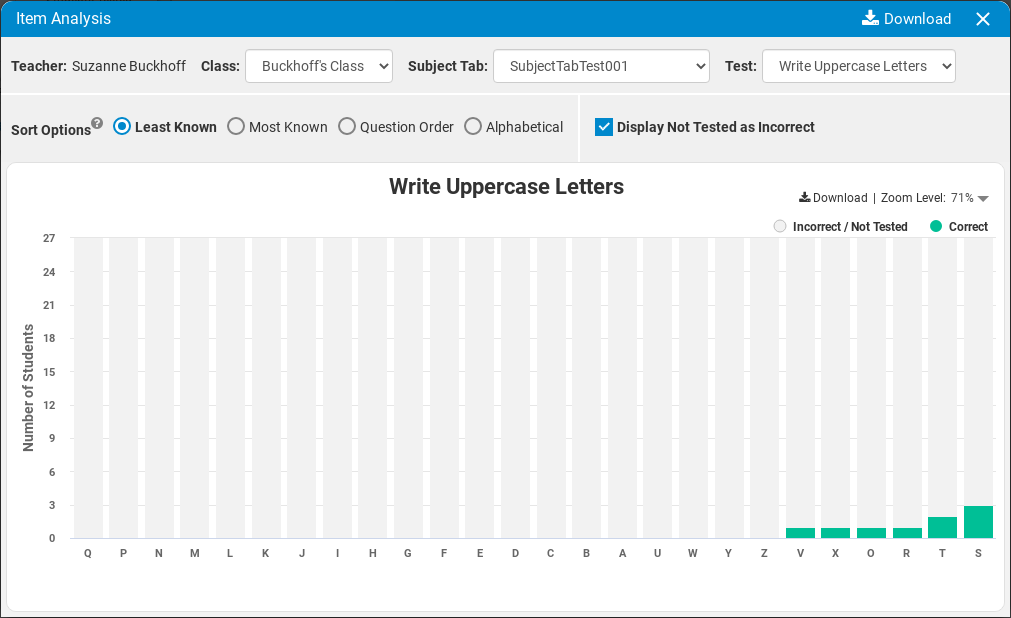 Item Analysis Download
Teacher: Suzanne Buckhoff Class: Buckhoff's Class Subject Tab: SubjectTabTest001 Test: Write Uppercase Letters
Sort Options ? Least Known Most Known Question Order Alphabetical Display Not Tested as Incorrect
Write Uppercase Letters
Download | Zoom Level: 71%
Incorrect / Not Tested Correct
Number of Students
27
24
21
18
15
12
9
6
3
0
Q P N M L K J I H G F E D C B A U W Y Z V X O R T S